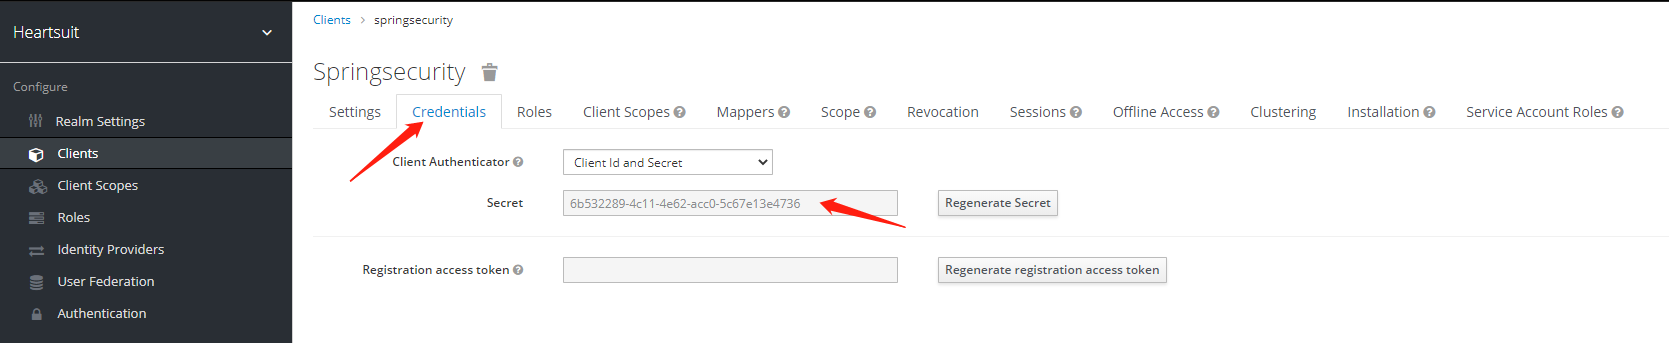 Heartsuit
Configure
Realm Settings
Clients
Client Scopes
Roles
Identity Providers
User Federation
Authentication
Clients > springsecurity
Springsecurity
Settings Credentials Roles Client Scopes Mappers Scope Revocation Sessions Offline Access Clustering Installation Service Account Roles
Client Authenticator Client Id and Secret
Secret 6b532289-4c11-4e62-acc0-5c67e13e4736 Regenerate Secret
Registration access token Regenerate registration access token